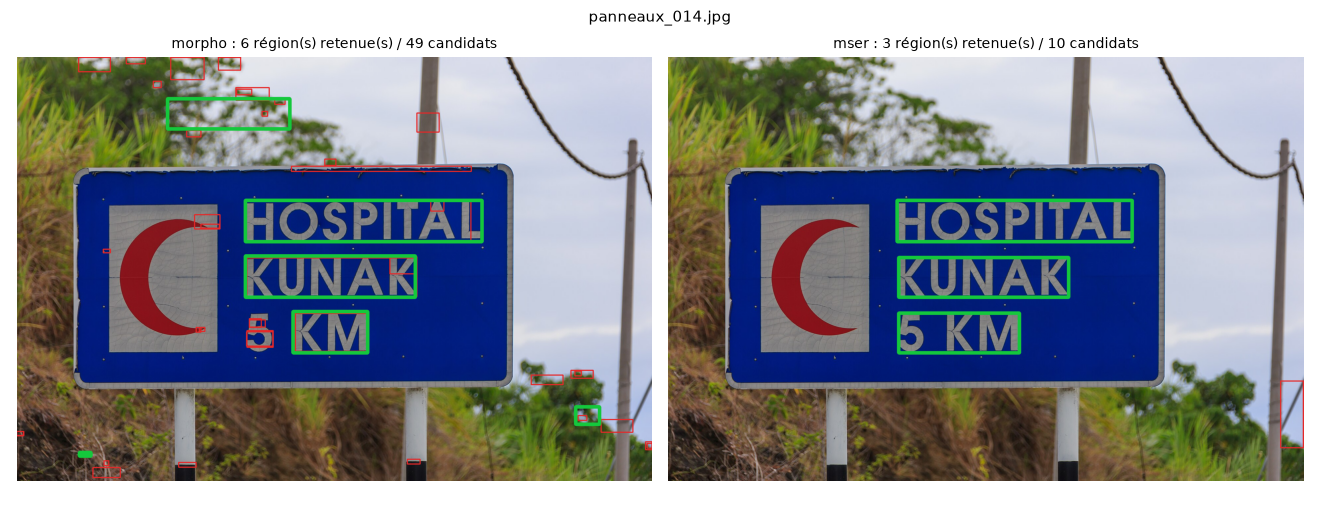 panneaux_014.jpg
morpho : 6 région(s) retenue(s) / 49 candidats
mser : 3 région(s) retenue(s) / 10 candidats
HOSPITAL
KUNAK
5 KM
HOSPITAL
KUNAK
5 KM